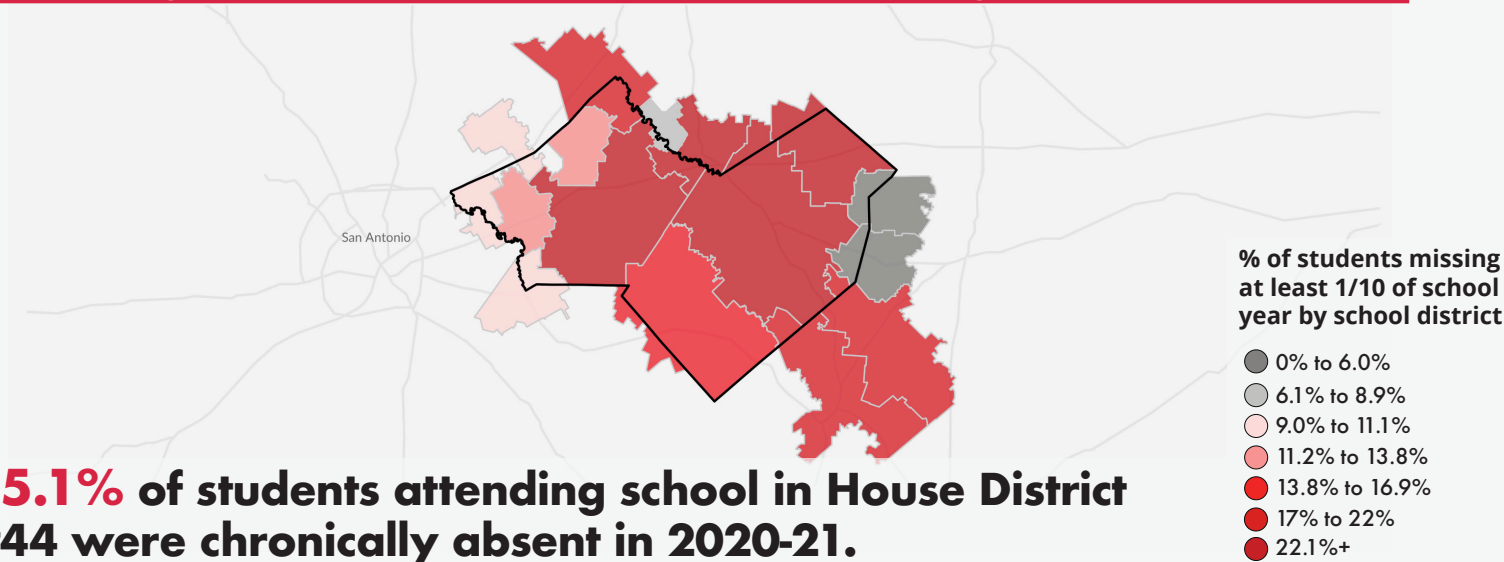 San Antonio
% of students missing
at least 1/10 of school
year by school district
0% to 6.0%
6.1% to 8.9%
9.0% to 11.1%
11.2% to 13.8%
13.8% to 16.9%
17% to 22%
22.1%+
5.1% of students attending school in House District
44 were chronically absent in 2020-21.